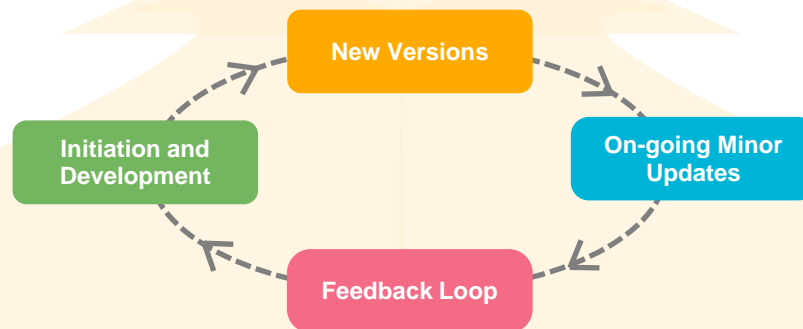 New Versions
Initiation and
Development
On-going Minor
Updates
Feedback Loop